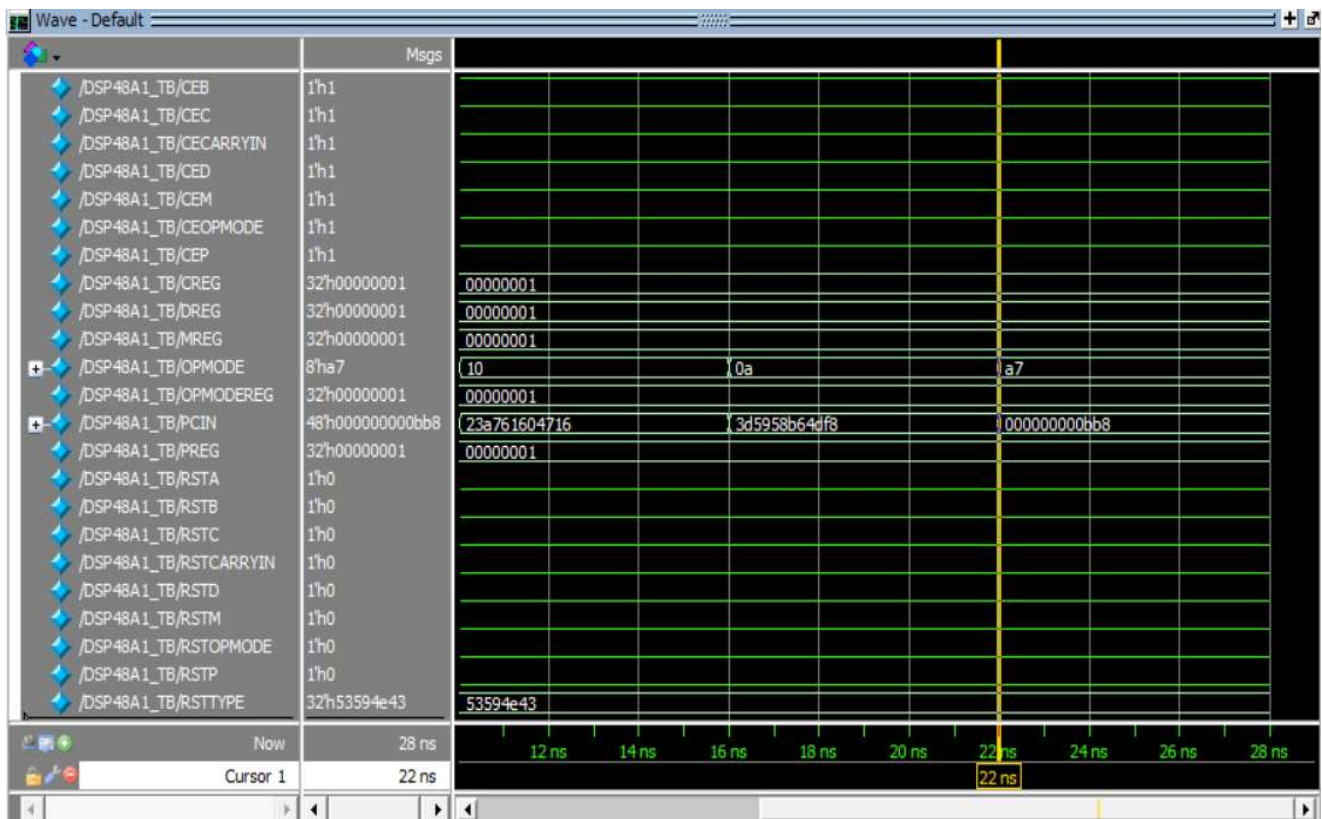 Wave - Default
Msgs
/DSP48A1_TB/CEB 1'h1
/DSP48A1_TB/CEC 1'h1
/DSP48A1_TB/CECARRYIN 1'h1
/DSP48A1_TB/CED 1'h1
/DSP48A1_TB/CEM 1'h1
/DSP48A1_TB/CEOPMODE 1'h1
/DSP48A1_TB/CEP 1'h1
/DSP48A1_TB/CREG 32'h00000001 00000001
/DSP48A1_TB/DREG 32'h00000001 00000001
/DSP48A1_TB/MREG 32'h00000001 00000001
/DSP48A1_TB/OPMODE 8'ha7 10 0a a7
/DSP48A1_TB/OPMODEREG 32'h00000001 00000001
/DSP48A1_TB/PCIN 48'h000000000bb8 23a761604716 3d5958b64df8 000000000bb8
/DSP48A1_TB/PREG 32'h00000001 00000001
/DSP48A1_TB/RSTA 1'h0
/DSP48A1_TB/RSTB 1'h0
/DSP48A1_TB/RSTC 1'h0
/DSP48A1_TB/RSTCARRYIN 1'h0
/DSP48A1_TB/RSTD 1'h0
/DSP48A1_TB/RSTM 1'h0
/DSP48A1_TB/RSTOPMODE 1'h0
/DSP48A1_TB/RSTP 1'h0
/DSP48A1_TB/RSTTYPE 32'h53594e43 53594e43
Now 28 ns 12 ns 14 ns 16 ns 18 ns 20 ns 22 ns 24 ns 26 ns 28 ns
Cursor 1 22 ns 22 ns